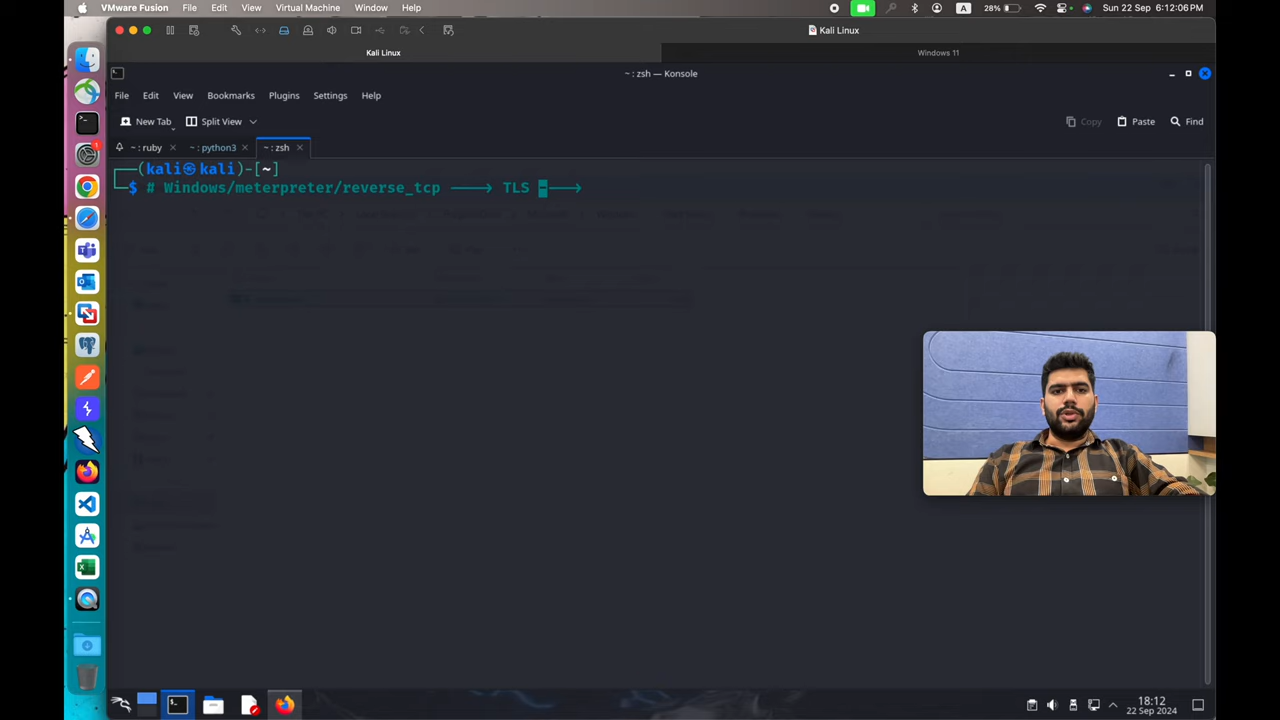 VMware Fusion File Edit View Virtual Machine Window Help A 28% Sun 22 Sep 6:12:06 PM
Kali Linux
Kali Linux Windows 11
~ : zsh — Konsole
File Edit View Bookmarks Plugins Settings Help
New Tab Split View Copy Paste Find
~ : ruby ~ : python3 ~ : zsh
(kali㉿kali)-[~]
$ # Windows/meterpreter/reverse_tcp ----> TLS ---->
18:12
22 Sep 2024